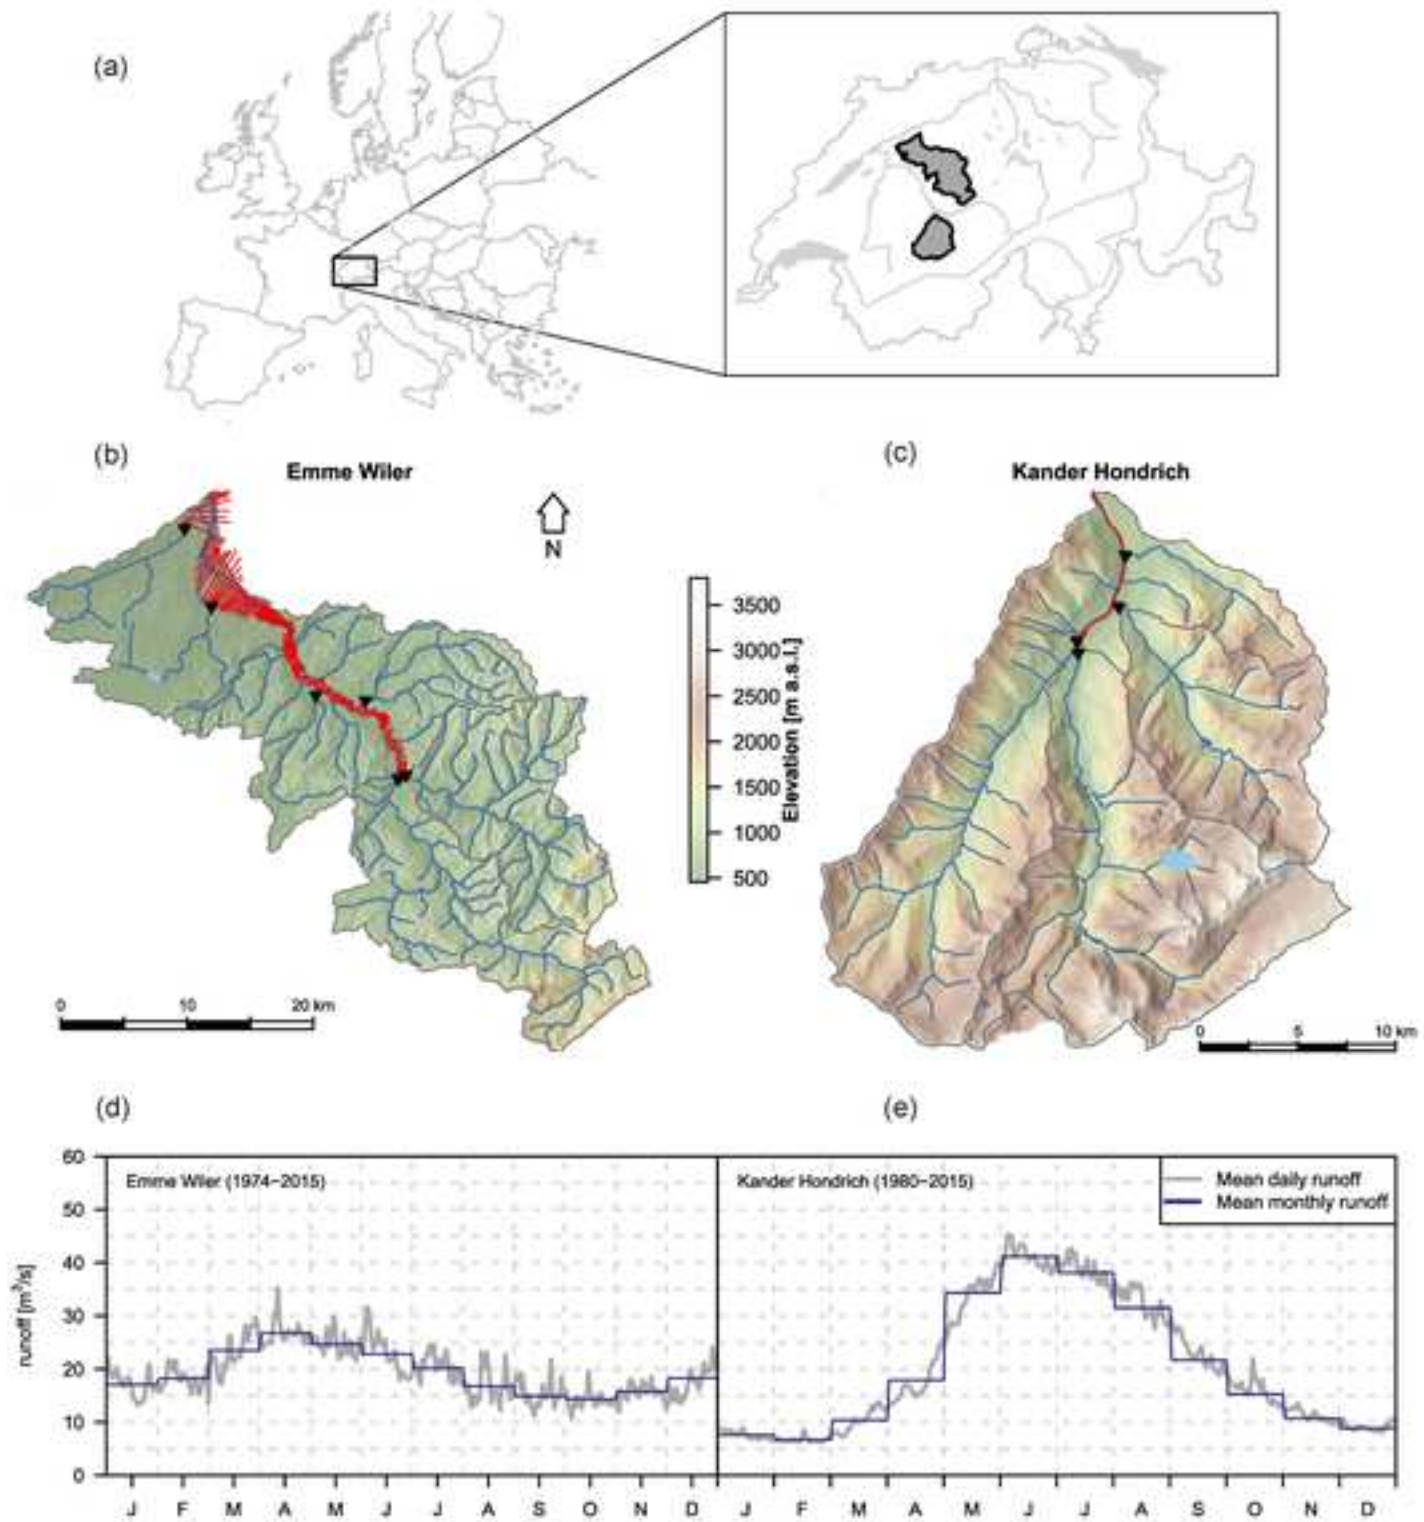 (a)
(b)
Emme Wiler
N
(c)
Kander Hondrich
3500
3000
2500
2000
1500
1000
500
Elevation [m a.s.l.]
0 10 20 km
0 5 10 km
(d)
(e)
60
50
40
30
20
10
0
runoff [m³/s]
Emme Wiler (1974–2015)
Kander Hondrich (1980–2015)
Mean daily runoff
Mean monthly runoff
J F M A M J J A S O N D
J F M A M J J A S O N D